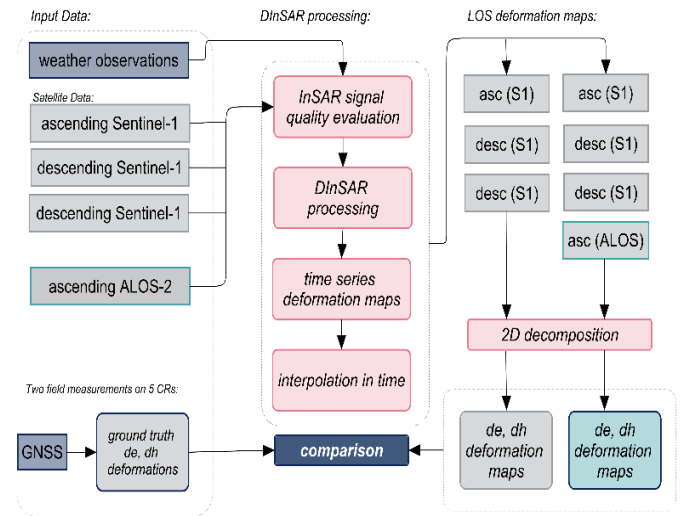 Input Data:
DInSAR processing:
LOS deformation maps:
weather observations
Satellite Data:
ascending Sentinel-1
descending Sentinel-1
descending Sentinel-1
ascending ALOS-2
InSAR signal
quality evaluation
DInSAR
processing
time series
deformation maps
interpolation in time
asc (S1)
desc (S1)
desc (S1)
asc (S1)
desc (S1)
desc (S1)
asc (ALOS)
2D decomposition
Two field measurements on 5 CRs:
GNSS
ground truth
de, dh
deformations
comparison
de, dh
deformation
maps
de, dh
deformation
maps